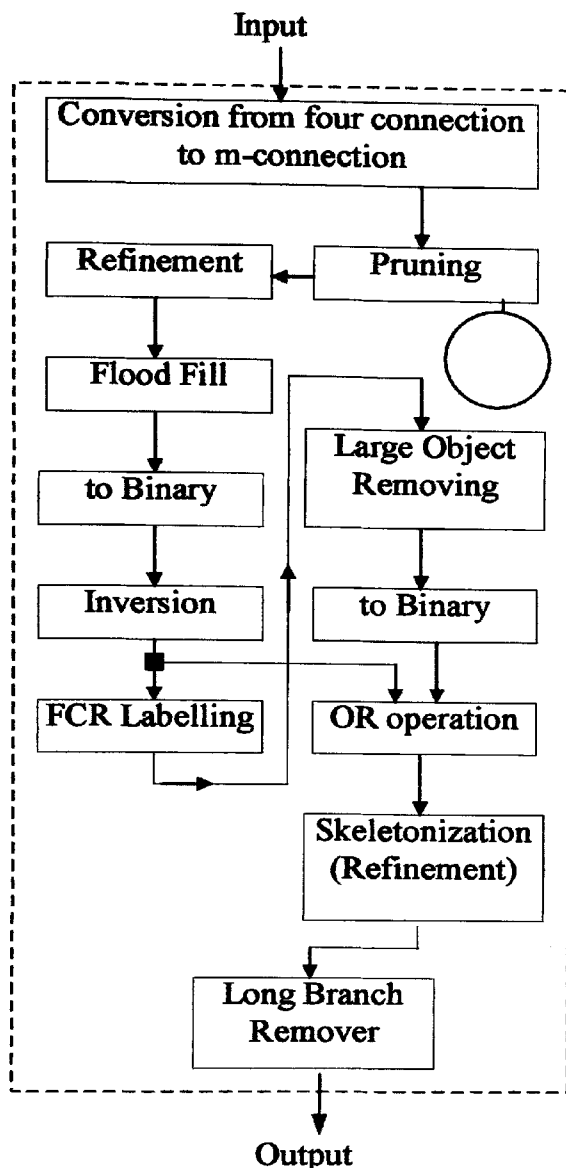 Input
Conversion from four connection
to m-connection
Refinement
Pruning
Flood Fill
Large Object
Removing
to Binary
Inversion
to Binary
FCR Labelling
OR operation
Skeletonization
(Refinement)
Long Branch
Remover
Output